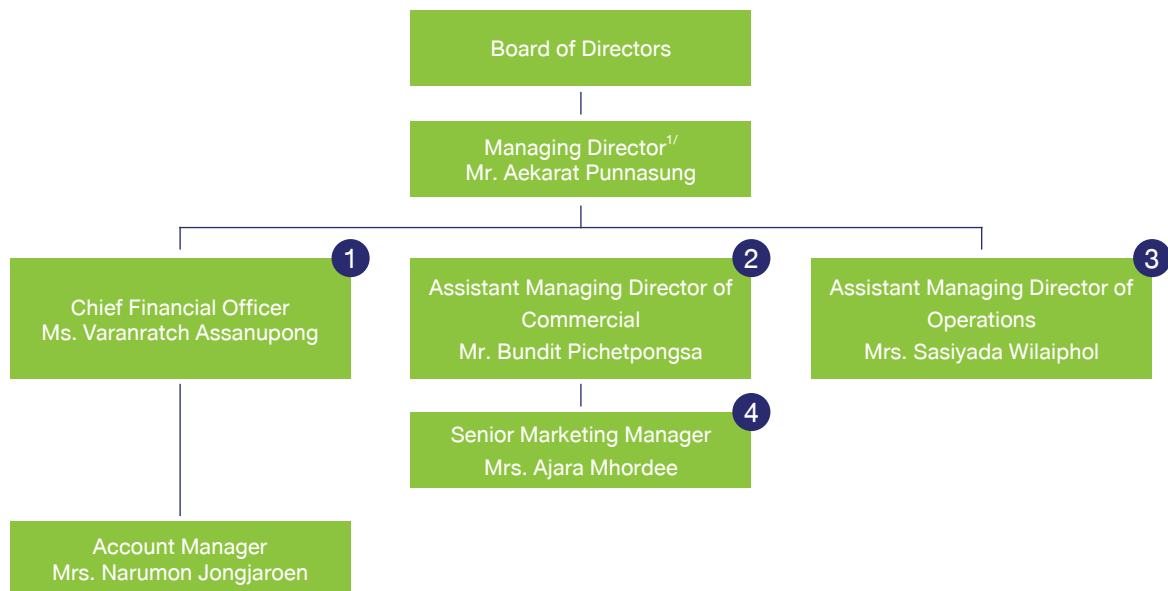 Board of Directors
Managing Director1/
Mr. Aekarat Punnasung
1
Chief Financial Officer
Ms. Varanratch Assanupong
2
Assistant Managing Director of
Commercial
Mr. Bundit Pichetpongsa
3
Assistant Managing Director of
Operations
Mrs. Sasiyada Wilaiphol
4
Senior Marketing Manager
Mrs. Ajara Mhordee
Account Manager
Mrs. Narumon Jongjaroen